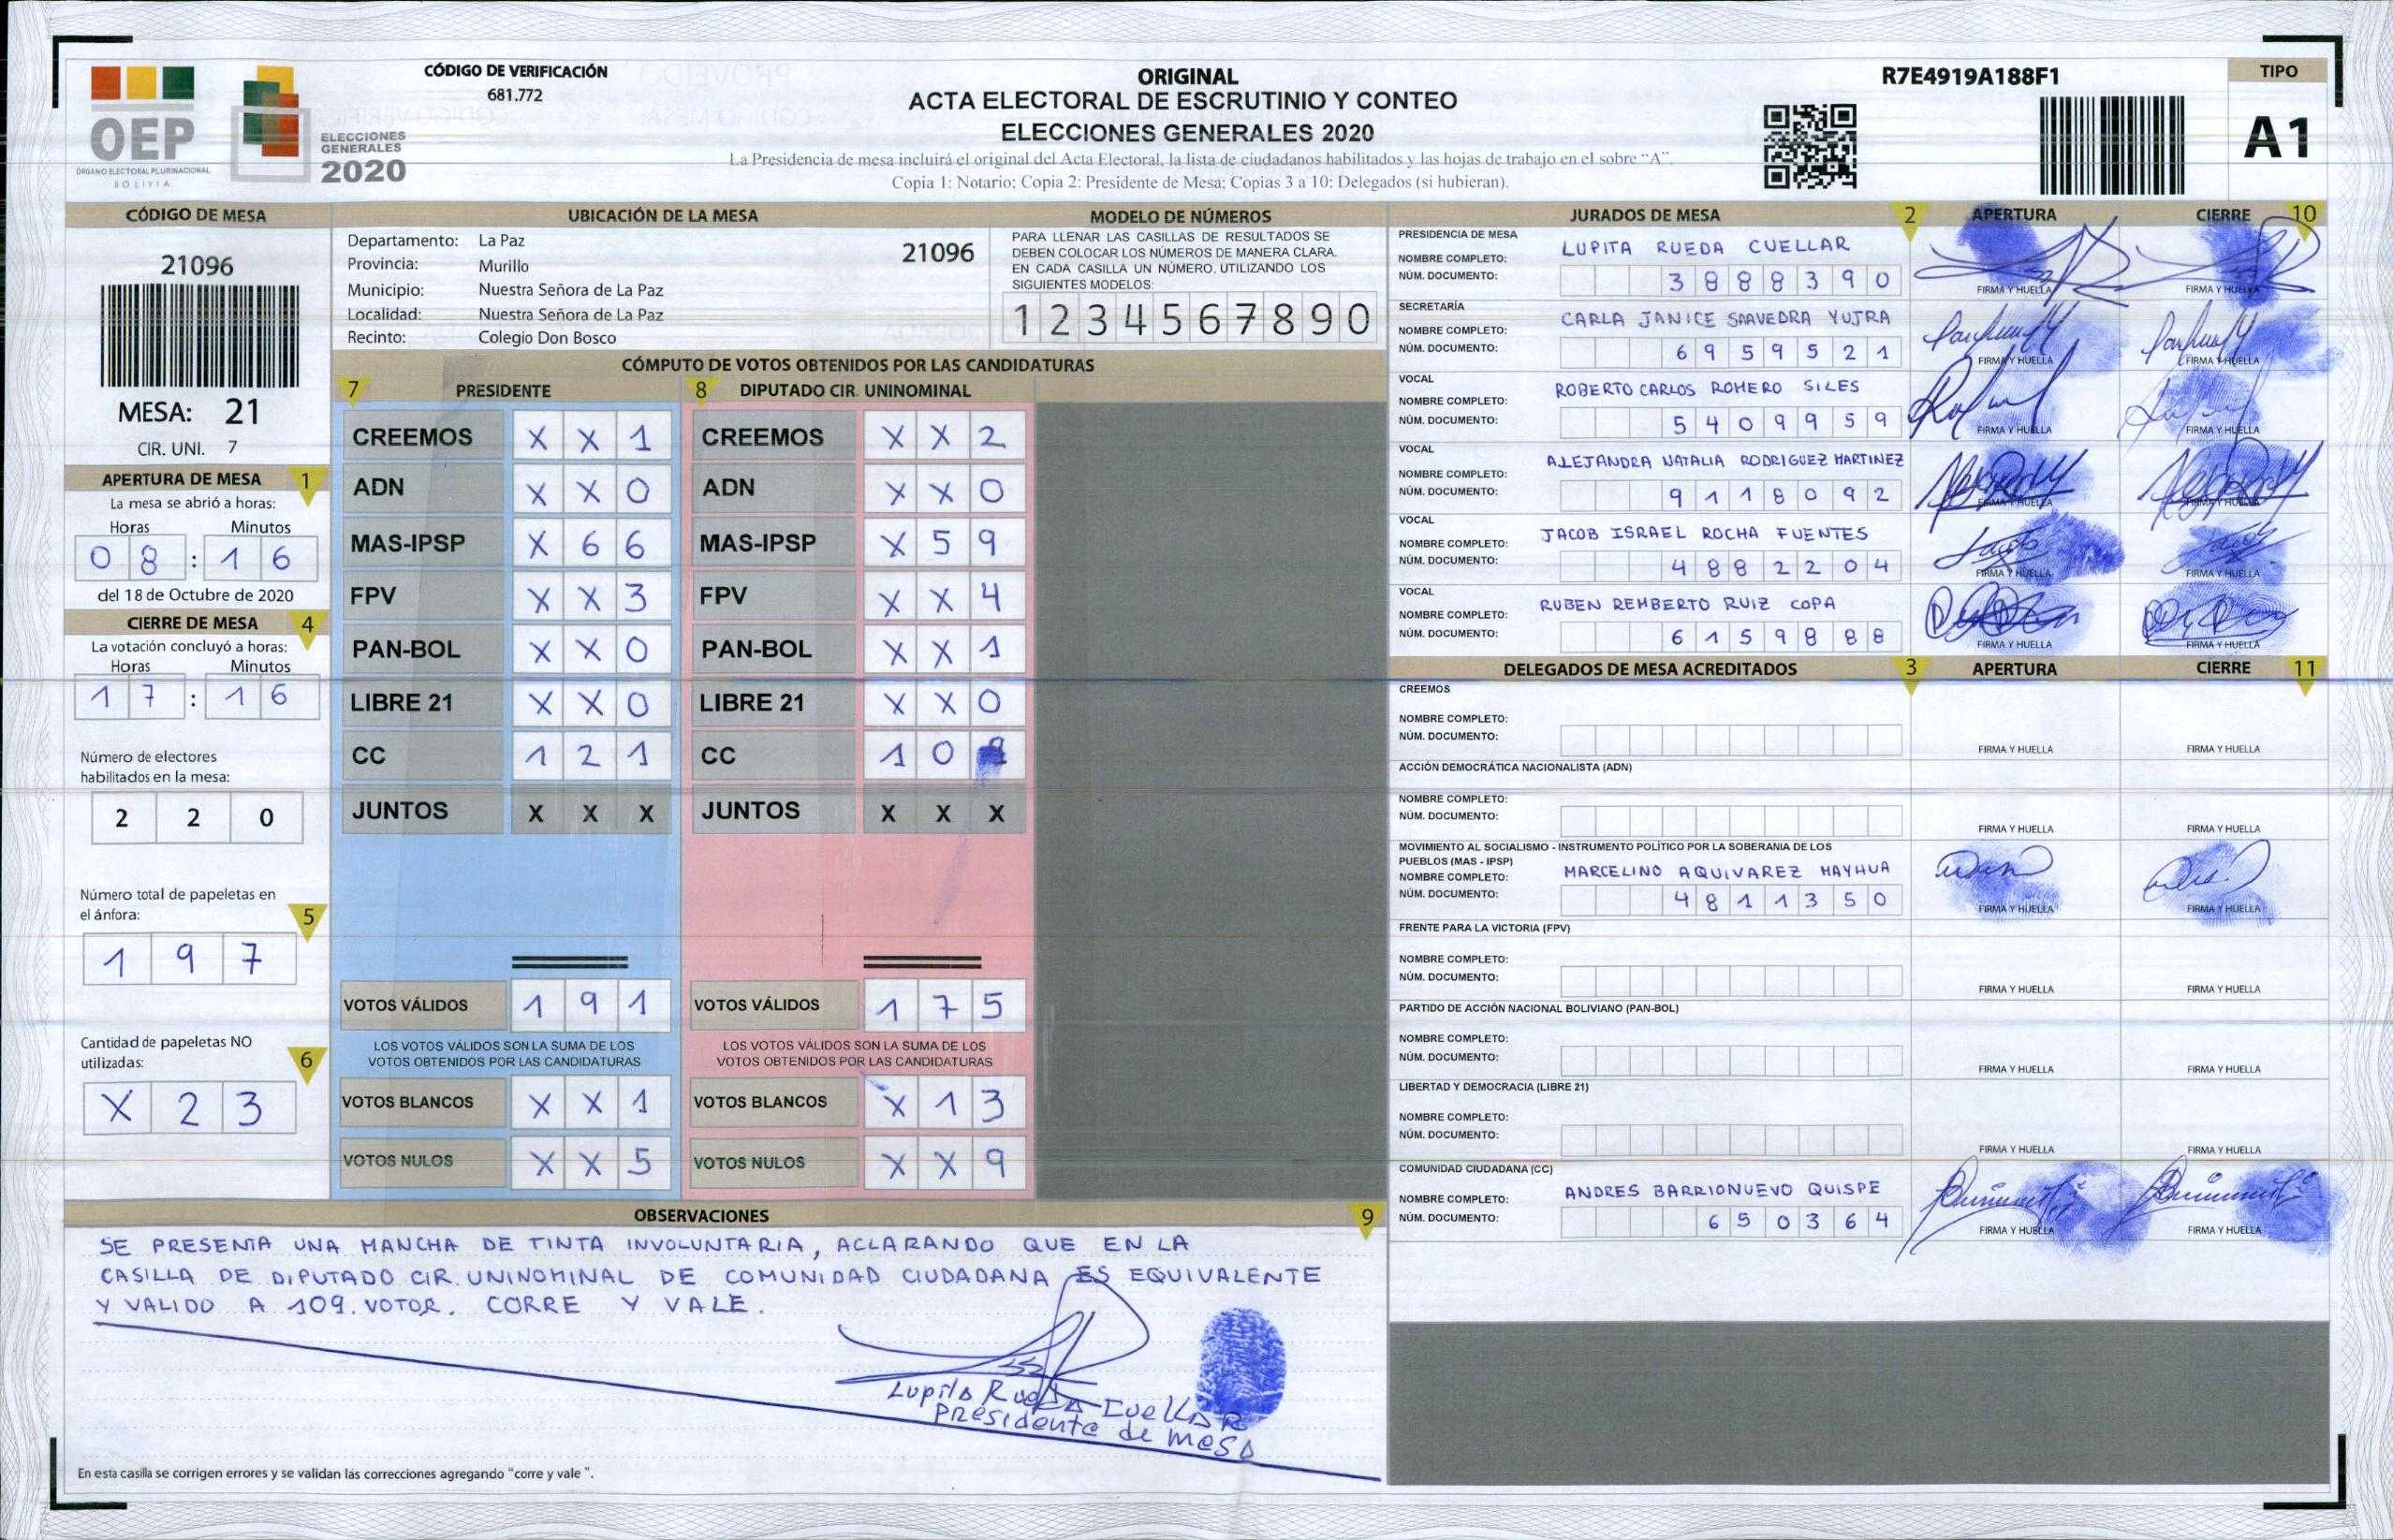 CÓDIGO DE VERIFICACIÓN
681.772
OEP
ÓRGANO ELECTORAL PLURINACIONAL
BOLIVIA
ELECCIONES
GENERALES
2020
ORIGINAL
ACTA ELECTORAL DE ESCRUTINIO Y CONTEO
ELECCIONES GENERALES 2020
La Presidencia de mesa incluirá el original del Acta Electoral, la lista de ciudadanos habilitados y las hojas de trabajo en el sobre "A".
Copia 1: Notario; Copia 2: Presidente de Mesa; Copias 3 a 10: Delegados (si hubieran).
R7E4919A188F1
TIPO
A1
CÓDIGO DE MESA
21096
MESA: 21
CIR. UNI. 7
APERTURA DE MESA 1
La mesa se abrió a horas:
Horas Minutos
0 8 : 1 6
del 18 de Octubre de 2020
CIERRE DE MESA 4
La votación concluyó a horas:
Horas Minutos
1 7 : 1 6
Número de electores
habilitados en la mesa:
2 2 0
Número total de papeletas en
el ánfora: 5
1 9 7
Cantidad de papeletas NO
utilizadas: 6
X 2 3
UBICACIÓN DE LA MESA
Departamento: La Paz 21096
Provincia: Murillo
Municipio: Nuestra Señora de La Paz
Localidad: Nuestra Señora de La Paz
Recinto: Colegio Don Bosco
MODELO DE NÚMEROS
PARA LLENAR LAS CASILLAS DE RESULTADOS SE
DEBEN COLOCAR LOS NÚMEROS DE MANERA CLARA.
EN CADA CASILLA UN NÚMERO, UTILIZANDO LOS
SIGUIENTES MODELOS:
1 2 3 4 5 6 7 8 9 0
CÓMPUTO DE VOTOS OBTENIDOS POR LAS CANDIDATURAS
7 PRESIDENTE 8 DIPUTADO CIR. UNINOMINAL
CREEMOS X X 1 CREEMOS X X 2
ADN X X 0 ADN X X 0
MAS-IPSP X 6 6 MAS-IPSP X 5 9
FPV X X 3 FPV X X 4
PAN-BOL X X 0 PAN-BOL X X 1
LIBRE 21 X X 0 LIBRE 21 X X 0
CC 1 2 1 CC 1 0 9
JUNTOS X X X JUNTOS X X X
VOTOS VÁLIDOS 1 9 1 VOTOS VÁLIDOS 1 7 5
LOS VOTOS VÁLIDOS SON LA SUMA DE LOS LOS VOTOS VÁLIDOS SON LA SUMA DE LOS
VOTOS OBTENIDOS POR LAS CANDIDATURAS VOTOS OBTENIDOS POR LAS CANDIDATURAS
VOTOS BLANCOS X X 1 VOTOS BLANCOS X 1 3
VOTOS NULOS X X 5 VOTOS NULOS X X 9
OBSERVACIONES 9
SE PRESENTA UNA MANCHA DE TINTA INVOLUNTARIA, ACLARANDO QUE EN LA
CASILLA DE DIPUTADO CIR. UNINOMINAL DE COMUNIDAD CIUDADANA ES EQUIVALENTE
Y VALIDO A 109. VOTOR. CORRE Y VALE.
Lupita Rueda Cuellar
Presidente de mesa
En esta casilla se corrigen errores y se validan las correcciones agregando "corre y vale ".
JURADOS DE MESA 2 APERTURA CIERRE 10
PRESIDENCIA DE MESA
NOMBRE COMPLETO: LUPITA RUEDA CUELLAR
NÚM. DOCUMENTO: 3 8 8 8 3 9 0 FIRMA Y HUELLA FIRMA Y HUELLA
SECRETARÍA
NOMBRE COMPLETO: CARLA JANICE SAAVEDRA YUJRA
NÚM. DOCUMENTO: 6 9 5 9 5 2 1 FIRMA Y HUELLA FIRMA Y HUELLA
VOCAL
NOMBRE COMPLETO: ROBERTO CARLOS ROMERO SILES
NÚM. DOCUMENTO: 5 4 0 9 9 5 9 FIRMA Y HUELLA FIRMA Y HUELLA
VOCAL
NOMBRE COMPLETO: ALEJANDRA NATALIA RODRIGUEZ MARTINEZ
NÚM. DOCUMENTO: 9 1 1 8 0 9 2 FIRMA Y HUELLA FIRMA Y HUELLA
VOCAL
NOMBRE COMPLETO: JACOB ISRAEL ROCHA FUENTES
NÚM. DOCUMENTO: 4 8 8 2 2 0 4 FIRMA Y HUELLA FIRMA Y HUELLA
VOCAL
NOMBRE COMPLETO: RUBEN REMBERTO RUIZ COPA
NÚM. DOCUMENTO: 6 1 5 9 8 8 8 FIRMA Y HUELLA FIRMA Y HUELLA
DELEGADOS DE MESA ACREDITADOS 3 APERTURA CIERRE 11
CREEMOS
NOMBRE COMPLETO:
NÚM. DOCUMENTO: FIRMA Y HUELLA FIRMA Y HUELLA
ACCIÓN DEMOCRÁTICA NACIONALISTA (ADN)
NOMBRE COMPLETO:
NÚM. DOCUMENTO: FIRMA Y HUELLA FIRMA Y HUELLA
MOVIMIENTO AL SOCIALISMO - INSTRUMENTO POLÍTICO POR LA SOBERANIA DE LOS
PUEBLOS (MAS - IPSP)
NOMBRE COMPLETO: MARCELINO AQUIVAREZ MAYHUA
NÚM. DOCUMENTO: 4 8 1 1 3 5 0 FIRMA Y HUELLA FIRMA Y HUELLA
FRENTE PARA LA VICTORIA (FPV)
NOMBRE COMPLETO:
NÚM. DOCUMENTO: FIRMA Y HUELLA FIRMA Y HUELLA
PARTIDO DE ACCIÓN NACIONAL BOLIVIANO (PAN-BOL)
NOMBRE COMPLETO:
NÚM. DOCUMENTO: FIRMA Y HUELLA FIRMA Y HUELLA
LIBERTAD Y DEMOCRACIA (LIBRE 21)
NOMBRE COMPLETO:
NÚM. DOCUMENTO: FIRMA Y HUELLA FIRMA Y HUELLA
COMUNIDAD CIUDADANA (CC)
NOMBRE COMPLETO: ANDRES BARRIONUEVO QUISPE
NÚM. DOCUMENTO: 6 5 0 3 6 4 FIRMA Y HUELLA FIRMA Y HUELLA